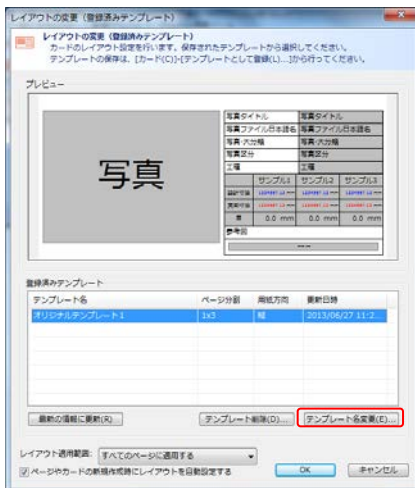 レイアウトの変更（登録済みテンプレート）
レイアウトの変更（登録済みテンプレート）
カードのレイアウト設定を行います。保存されたテンプレートから選択してください。
テンプレートの保存は、[カード(C)]-[テンプレートとして登録(L)...]から行ってください。
プレビュー
写真
写真タイトル 写真タイトル
写真ファイル日本語名 写真ファイル日本語名
写真-大分類 写真-大分類
写真区分 写真区分
工種 工種
サンプル1 サンプル2 サンプル3
設計寸法
実測寸法
差 0.0 mm 0.0 mm 0.0 mm
参考図
登録済みテンプレート
テンプレート名 ページ分割 用紙方向 更新日時
オリジナルテンプレート1 1x3 縦 2013/06/27 11:2...
最新の情報に更新(R) テンプレート削除(D)... テンプレート名変更(E)...
レイアウト適用範囲: すべてのページに適用する
ページやカードの新規作成時にレイアウトを自動設定する
OK キャンセル